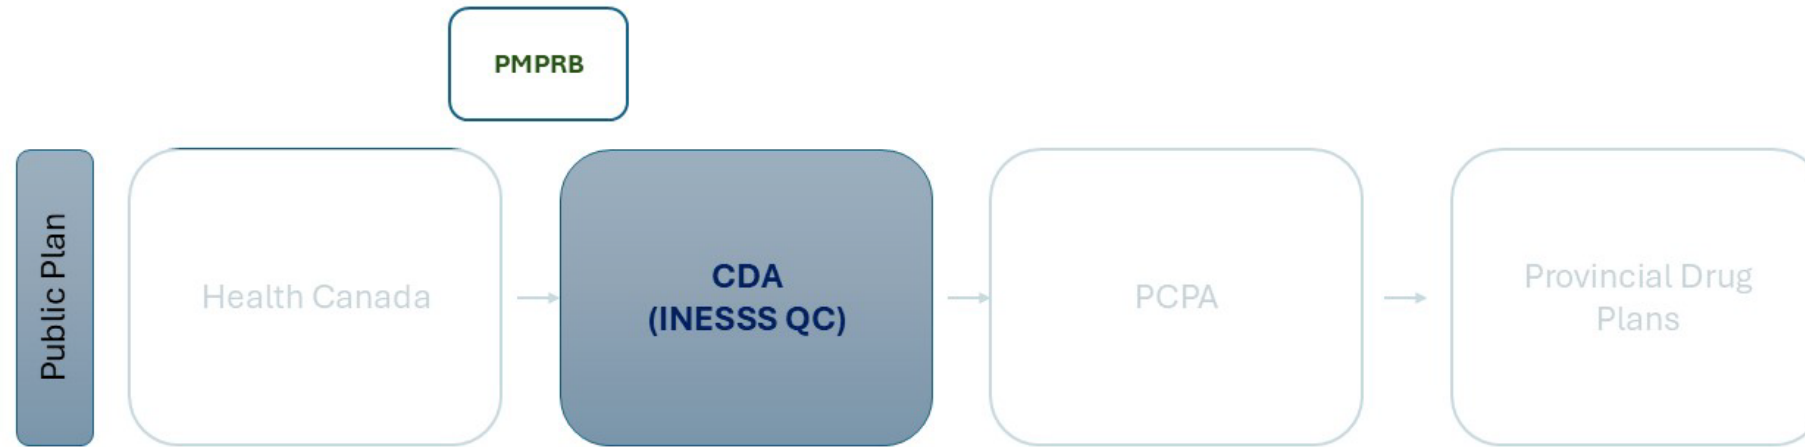 PMPRB
Public Plan
Health Canada
CDA
(INESSS QC)
PCPA
Provincial Drug
Plans